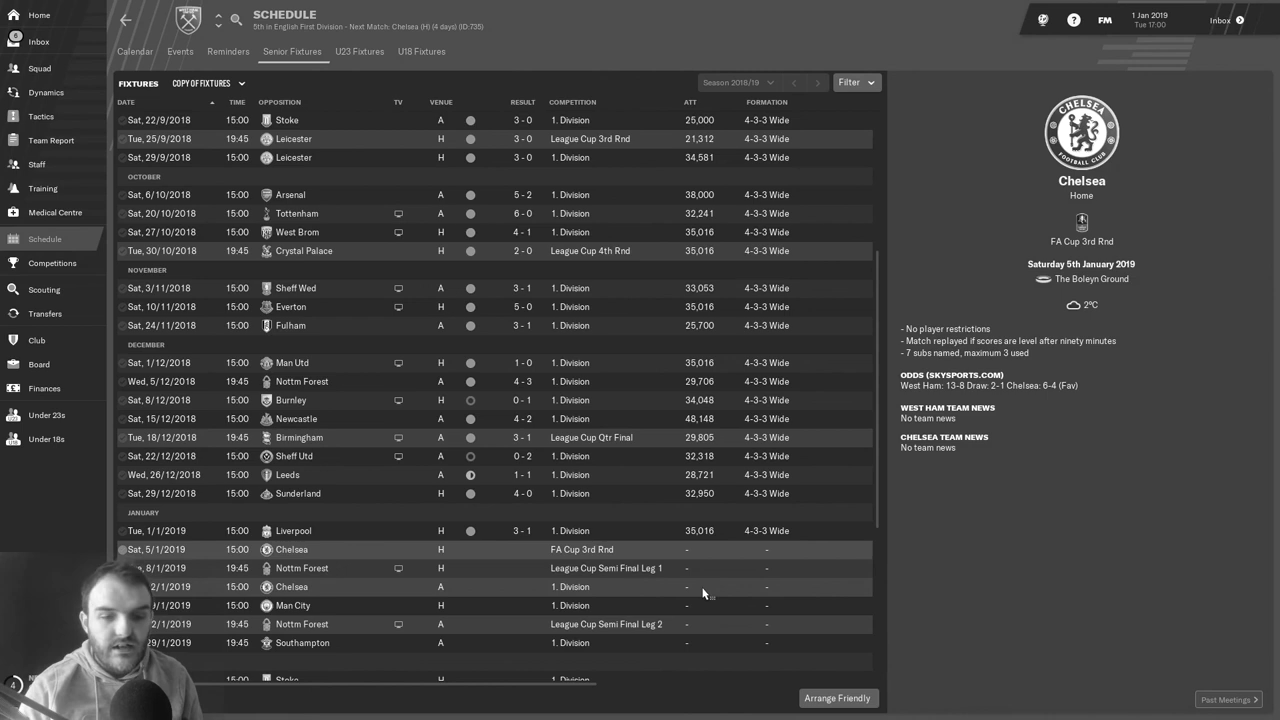 Home
6
Inbox
Squad
Dynamics
Tactics
Team Report
Staff
Training
Medical Centre
Schedule
Competitions
Scouting
Transfers
Club
Board
Finances
Under 23s
Under 18s
4
SCHEDULE
5th in English First Division - Next Match: Chelsea (H) (4 days) (ID:735)
? FM 1 Jan 2019 Tue 17:00 Inbox
Calendar Events Reminders Senior Fixtures U23 Fixtures U18 Fixtures
FIXTURES COPY OF FIXTURES Season 2018/19 Filter
DATE TIME OPPOSITION TV VENUE RESULT COMPETITION ATT FORMATION
Sat, 22/9/2018 15:00 Stoke A 3 - 0 1. Division 25,000 4-3-3 Wide
Tue, 25/9/2018 19:45 Leicester H 3 - 0 League Cup 3rd Rnd 21,312 4-3-3 Wide
Sat, 29/9/2018 15:00 Leicester H 3 - 0 1. Division 34,581 4-3-3 Wide
OCTOBER
Sat, 6/10/2018 15:00 Arsenal A 5 - 2 1. Division 38,000 4-3-3 Wide
Sat, 20/10/2018 15:00 Tottenham A 6 - 0 1. Division 32,241 4-3-3 Wide
Sat, 27/10/2018 15:00 West Brom H 4 - 1 1. Division 35,016 4-3-3 Wide
Tue, 30/10/2018 19:45 Crystal Palace H 2 - 0 League Cup 4th Rnd 35,016 4-3-3 Wide
NOVEMBER
Sat, 3/11/2018 15:00 Sheff Wed A 3 - 1 1. Division 33,053 4-3-3 Wide
Sat, 10/11/2018 15:00 Everton H 5 - 0 1. Division 35,016 4-3-3 Wide
Sat, 24/11/2018 15:00 Fulham A 3 - 1 1. Division 25,700 4-3-3 Wide
DECEMBER
Sat, 1/12/2018 15:00 Man Utd H 1 - 0 1. Division 35,016 4-3-3 Wide
Wed, 5/12/2018 19:45 Nottm Forest A 4 - 3 1. Division 29,706 4-3-3 Wide
Sat, 8/12/2018 15:00 Burnley H 0 - 1 1. Division 34,048 4-3-3 Wide
Sat, 15/12/2018 15:00 Newcastle A 4 - 2 1. Division 48,148 4-3-3 Wide
Tue, 18/12/2018 19:45 Birmingham H 3 - 1 League Cup Qtr Final 29,805 4-3-3 Wide
Sat, 22/12/2018 15:00 Sheff Utd A 0 - 2 1. Division 32,318 4-3-3 Wide
Wed, 26/12/2018 15:00 Leeds A 1 - 1 1. Division 28,721 4-3-3 Wide
Sat, 29/12/2018 15:00 Sunderland H 4 - 0 1. Division 32,950 4-3-3 Wide
JANUARY
Tue, 1/1/2019 15:00 Liverpool H 3 - 1 1. Division 35,016 4-3-3 Wide
Sat, 5/1/2019 15:00 Chelsea H FA Cup 3rd Rnd - -
8/1/2019 19:45 Nottm Forest H League Cup Semi Final Leg 1 - -
2/1/2019 15:00 Chelsea A 1. Division - -
/1/2019 15:00 Man City H 1. Division - -
2/1/2019 19:45 Nottm Forest A League Cup Semi Final Leg 2 - -
29/1/2019 19:45 Southampton A 1. Division - -
15:00 Stoke H 1. Division
Arrange Friendly
CHELSEA
FOOTBALL CLUB
Chelsea
Home
FA Cup 3rd Rnd
Saturday 5th January 2019
The Boleyn Ground
2°C
- No player restrictions
- Match replayed if scores are level after ninety minutes
- 7 subs named, maximum 3 used
ODDS (SKYSPORTS.COM)
West Ham: 13-8 Draw: 2-1 Chelsea: 6-4 (Fav)
WEST HAM TEAM NEWS
No team news
CHELSEA TEAM NEWS
No team news
Past Meetings